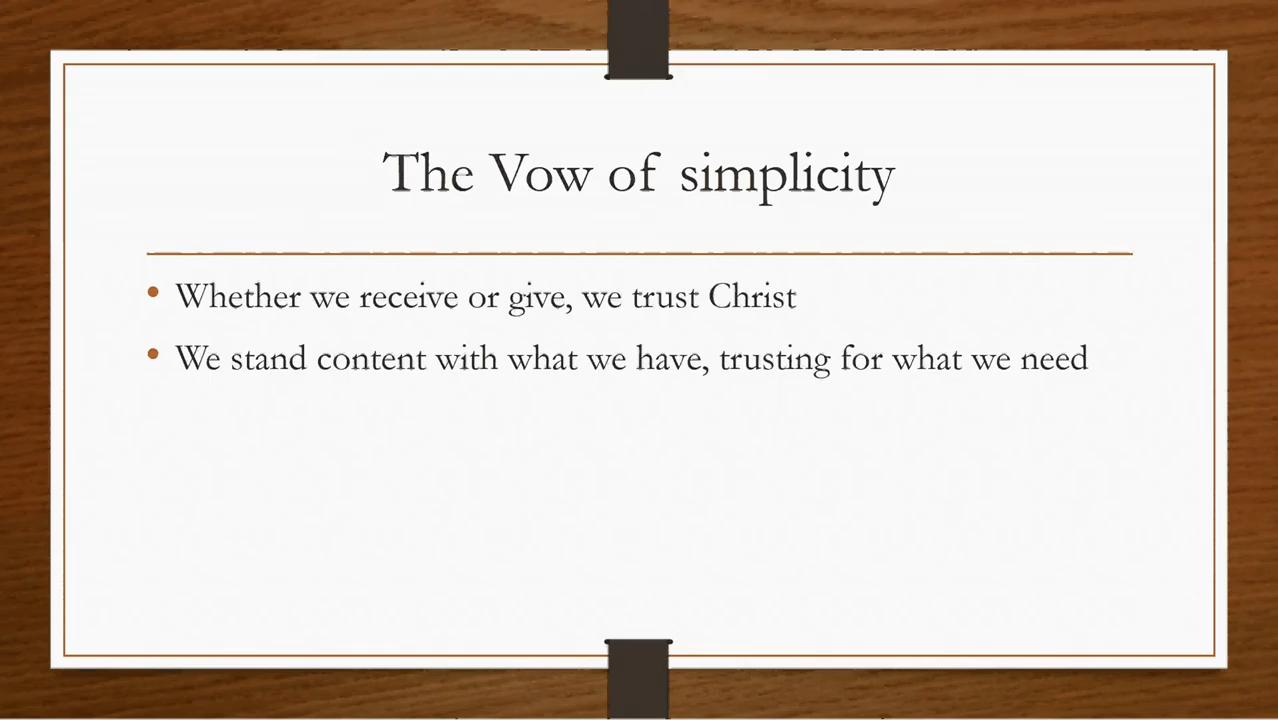 The Vow of simplicity
• Whether we receive or give, we trust Christ
• We stand content with what we have, trusting for what we need